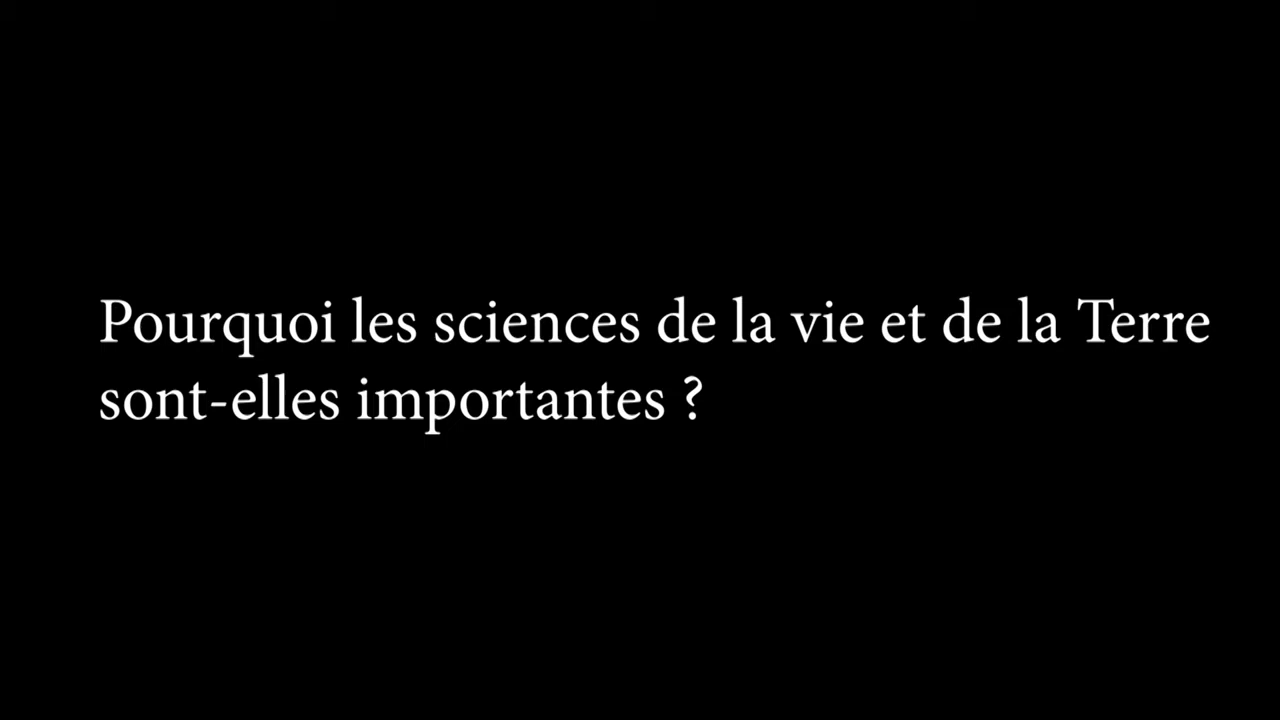 Pourquoi les sciences de la vie et de la Terre
sont-elles importantes ?